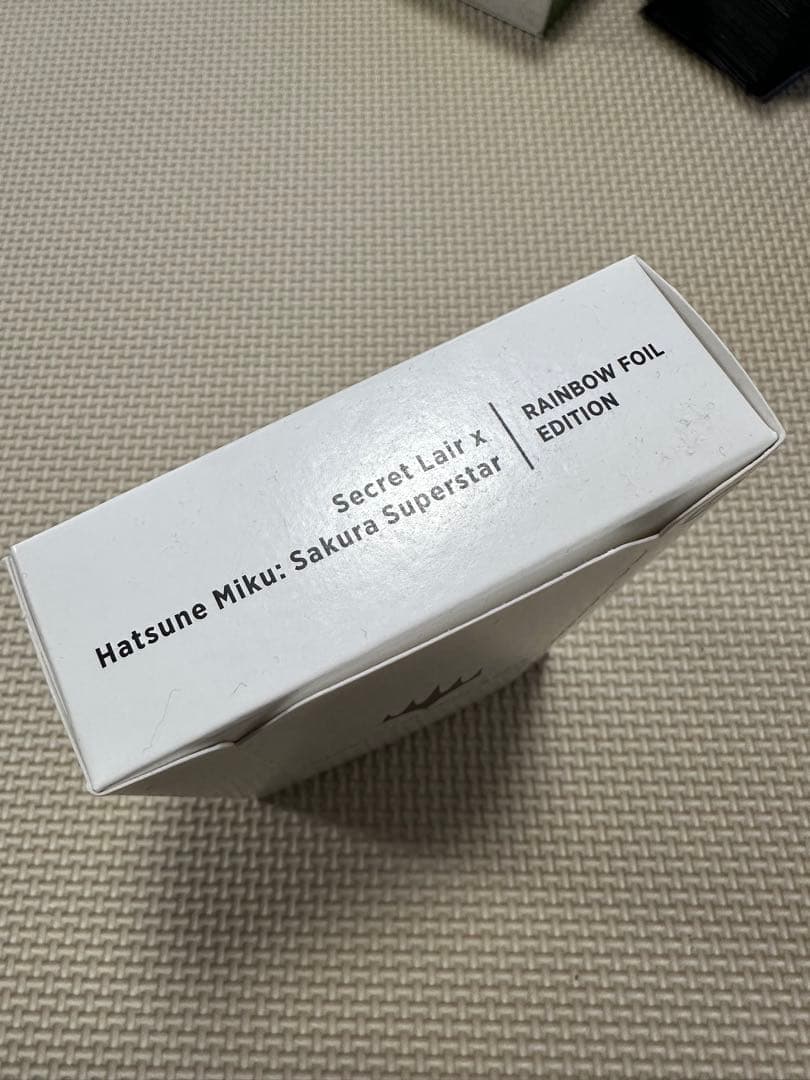 Secret Lair x
Hatsune Miku: Sakura Superstar
RAINBOW FOIL
EDITION